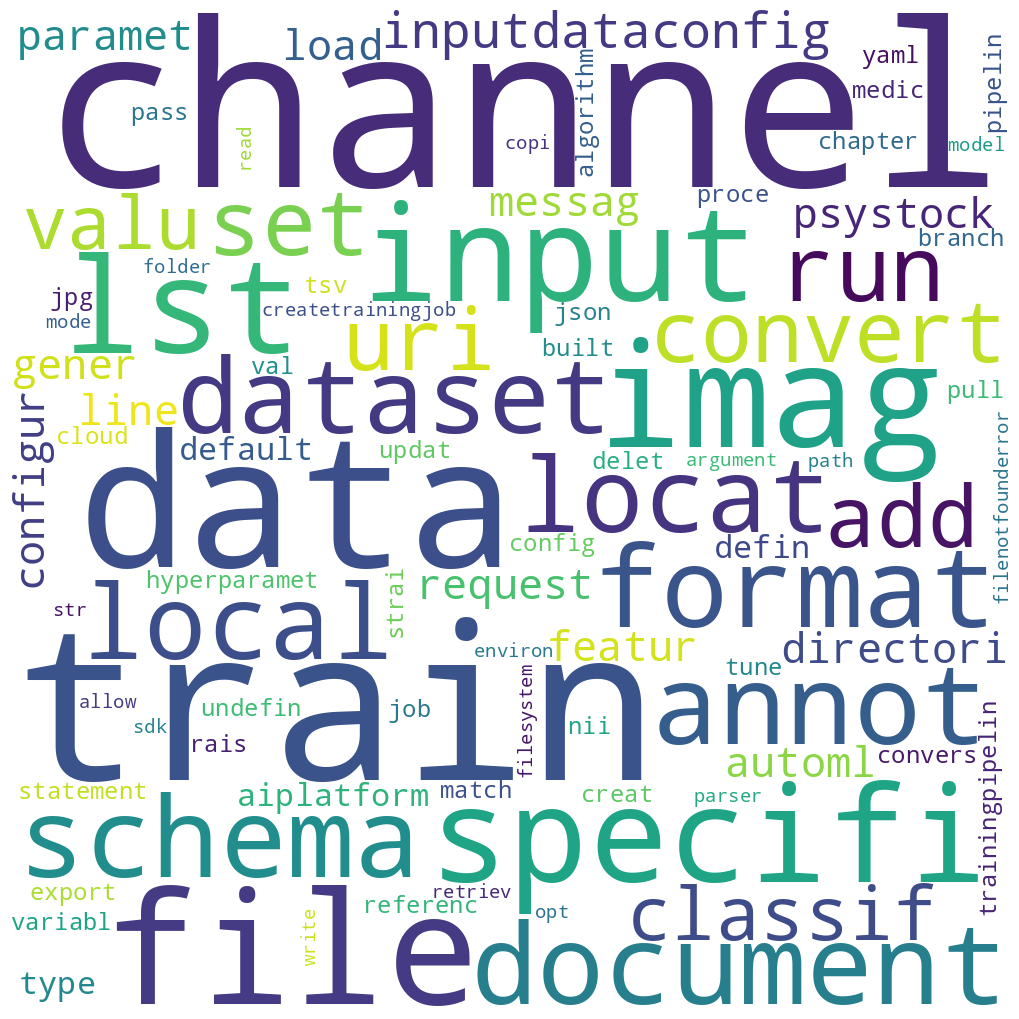 paramet
load
inputdataconfig
yaml
medic
pipelin
channel
pass
read
copi
algorithm
chapter
model
valu
set
input
messag
proce
psystock
branch
lst
folder
tsv
createtrainingjob
jpg
mode
run
json
built
uri
convert
gener
val
dataset
imag
pull
line
cloud
configur
default
updat
delet
argument
path
filenotfounderror
data
locat
add
config
defin
format
hyperparamet
strai
request
str
local
train
environ
featur
directori
tune
annot
allow
sdk
undefin
rais
job
filesystem
nii
automl
convers
trainingpipelin
statement
aiplatform
match
creat
parser
schema
specifi
export
variabl
file
retriev
referenc
write
opt
classif
document
type